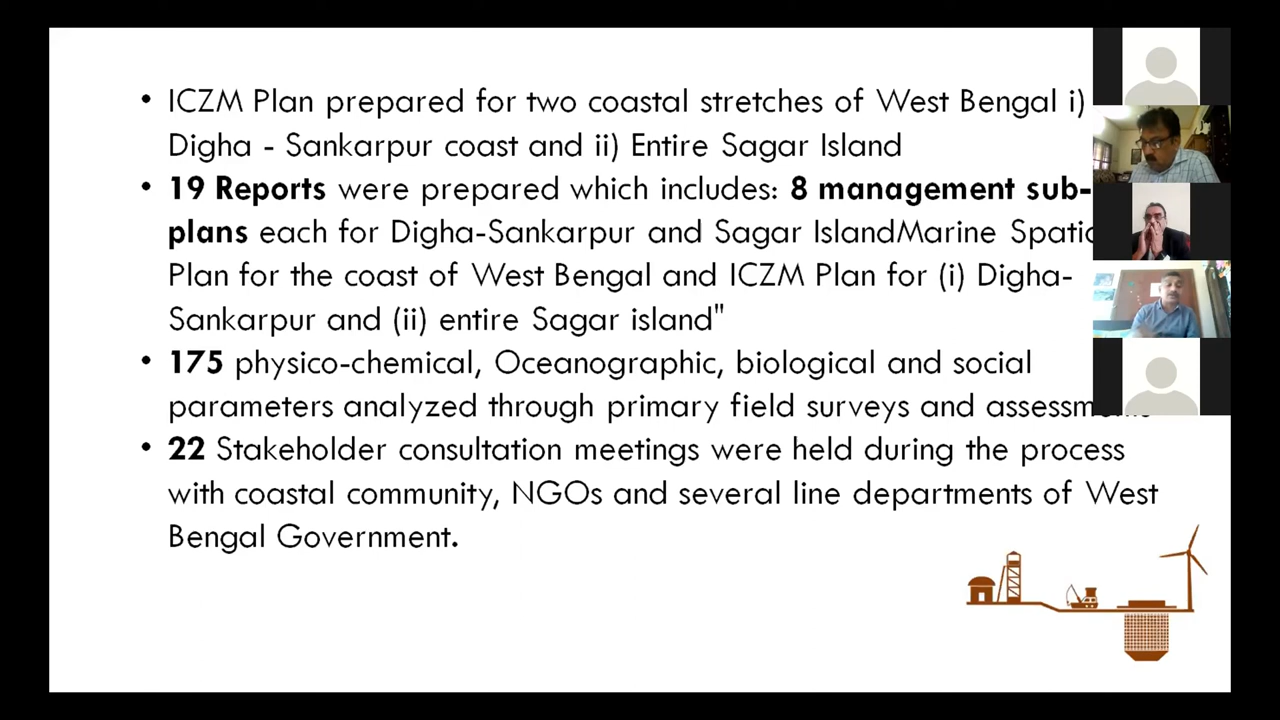 • ICZM Plan prepared for two coastal stretches of West Bengal i)
Digha - Sankarpur coast and ii) Entire Sagar Island
• 19 Reports were prepared which includes: 8 management sub-
plans each for Digha-Sankarpur and Sagar IslandMarine
Plan for the coast of West Bengal and ICZM Plan for (i) Digha-
Sankarpur and (ii) entire Sagar island"
• 175 physico-chemical, Oceanographic, biological and social
parameters analyzed through primary field surveys and
• 22 Stakeholder consultation meetings were held during the process
with coastal community, NGOs and several line departments of West
Bengal Government.